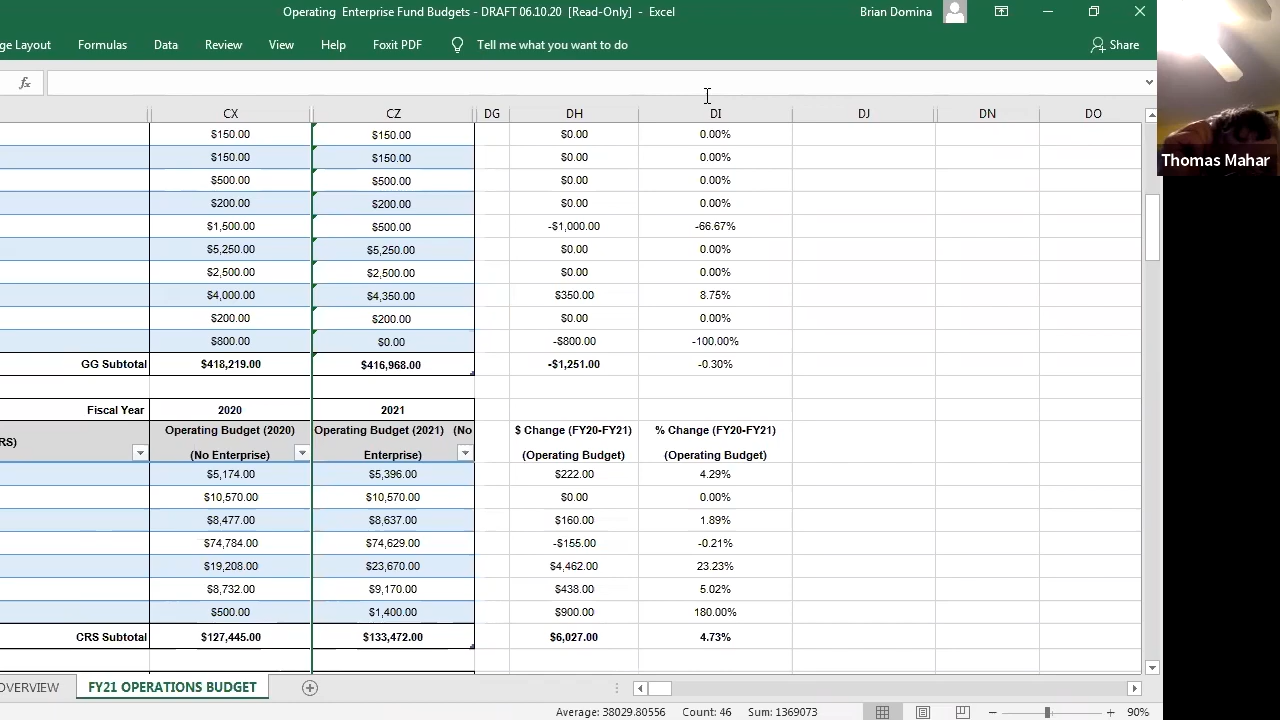 Operating Enterprise Fund Budgets - DRAFT 06.10.20 [Read-Only] - Excel Brian Domina
ge Layout Formulas Data Review View Help Foxit PDF Tell me what you want to do Share
fx
CX CZ DG DH DI DJ DN DO
$150.00 $150.00 $0.00 0.00%
$150.00 $150.00 $0.00 0.00%
$500.00 $500.00 $0.00 0.00%
$200.00 $200.00 $0.00 0.00%
$1,500.00 $500.00 -$1,000.00 -66.67%
$5,250.00 $5,250.00 $0.00 0.00%
$2,500.00 $2,500.00 $0.00 0.00%
$4,000.00 $4,350.00 $350.00 8.75%
$200.00 $200.00 $0.00 0.00%
$800.00 $0.00 -$800.00 -100.00%
GG Subtotal $418,219.00 $416,968.00 -$1,251.00 -0.30%
Fiscal Year 2020 2021
RS) Operating Budget (2020) Operating Budget (2021) (No $ Change (FY20-FY21) % Change (FY20-FY21)
(No Enterprise) Enterprise) (Operating Budget) (Operating Budget)
$5,174.00 $5,396.00 $222.00 4.29%
$10,570.00 $10,570.00 $0.00 0.00%
$8,477.00 $8,637.00 $160.00 1.89%
$74,784.00 $74,629.00 -$155.00 -0.21%
$19,208.00 $23,670.00 $4,462.00 23.23%
$8,732.00 $9,170.00 $438.00 5.02%
$500.00 $1,400.00 $900.00 180.00%
CRS Subtotal $127,445.00 $133,472.00 $6,027.00 4.73%
OVERVIEW FY21 OPERATIONS BUDGET
Average: 38029.80556 Count: 46 Sum: 1369073 90%
Thomas Mahar